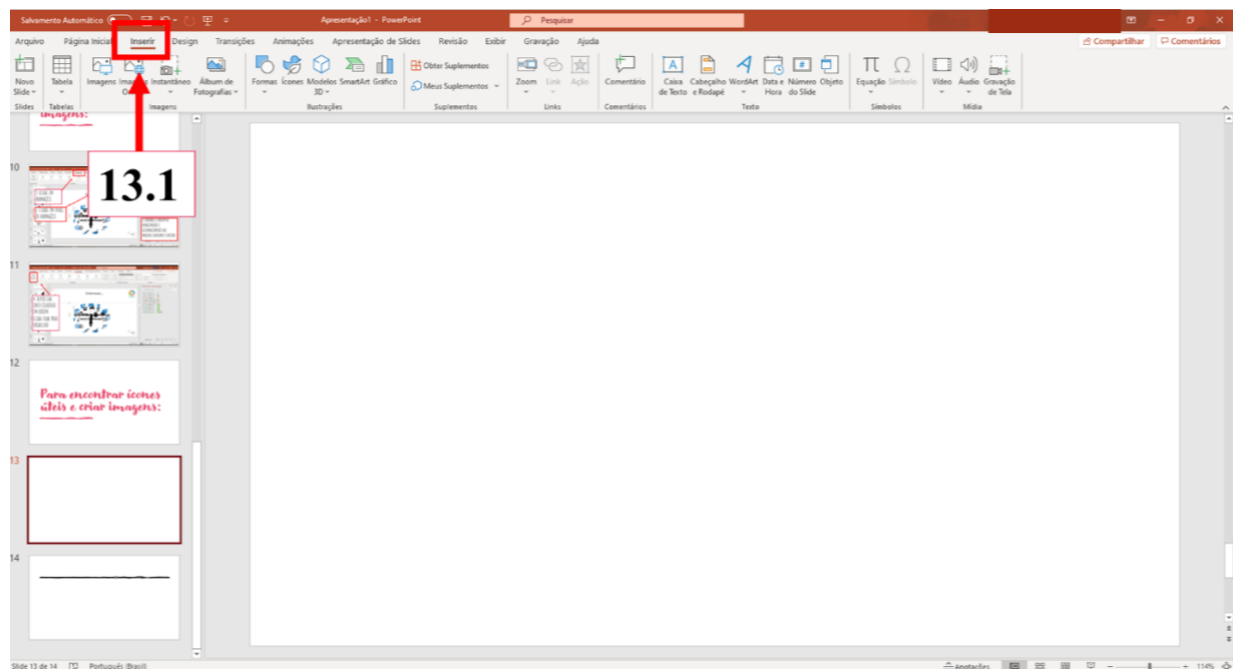 Salvamento Automático Apresentação1 - PowerPoint Pesquisar
Arquivo Página Inicial Inserir Design Transições Animações Apresentação de Slides Revisão Exibir Gravação Ajuda Compartilhar Comentários
Novo Slide Tabela Imagens Instantâneo Álbum de Fotografias Formas Ícones Modelos 3D SmartArt Gráfico Obter Suplementos Meus Suplementos Zoom Link Ação Comentário Caixa de Texto Cabeçalho e Rodapé WordArt Data e Hora Número do Slide Objeto Equação Símbolo Vídeo Áudio Gravação de Tela
Slides Tabelas Imagens Ilustrações Suplementos Links Comentários Texto Símbolos Mídia
imagens:
10
13.1
11
12
Para encontrar ícones
úteis e criar imagens:
13
14
Slide 13 de 14 Português (Brasil) Anotações 114%